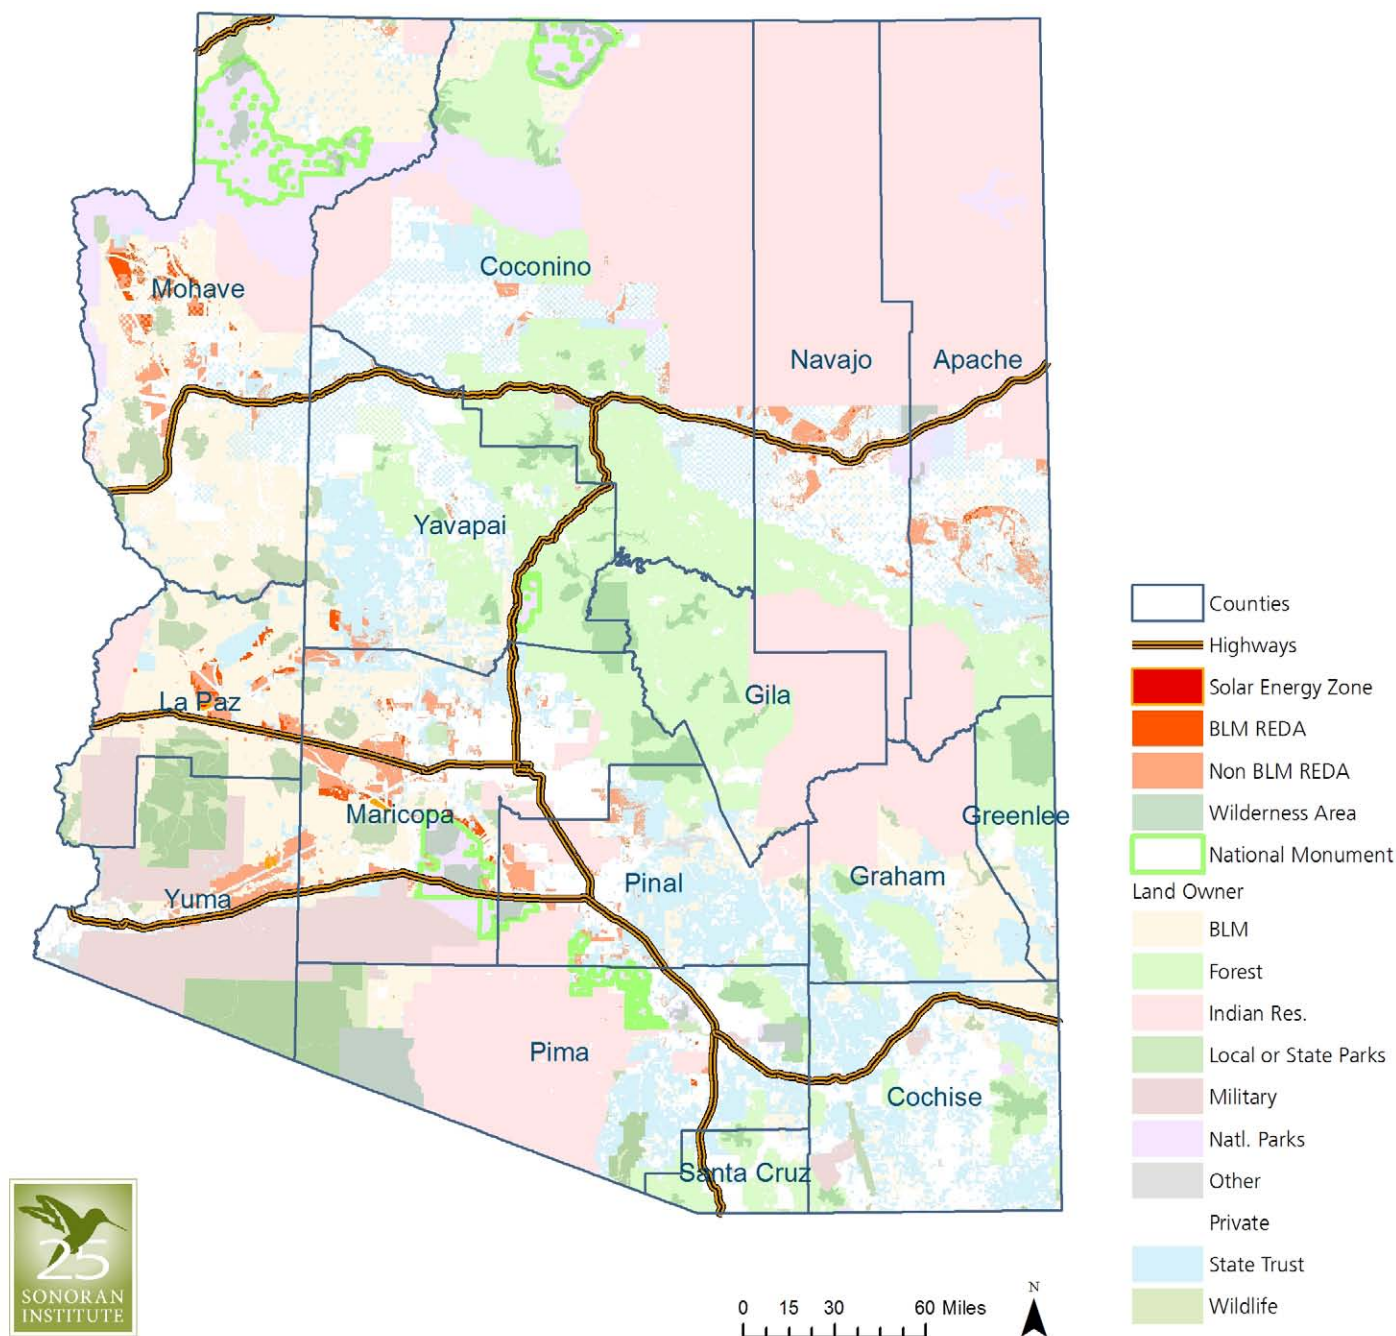 Coconino
Mohave
Navajo
Apache
Yavapai
La Paz
Gila
Maricopa
Greenlee
Yuma
Pinal
Graham
Pima
Cochise
Santa Cruz
Counties
Highways
Solar Energy Zone
BLM REDA
Non BLM REDA
Wilderness Area
National Monument
Land Owner
BLM
Forest
Indian Res.
Local or State Parks
Military
Natl. Parks
Other
Private
State Trust
Wildlife
25
SONORAN
INSTITUTE
0 15 30 60 Miles
N